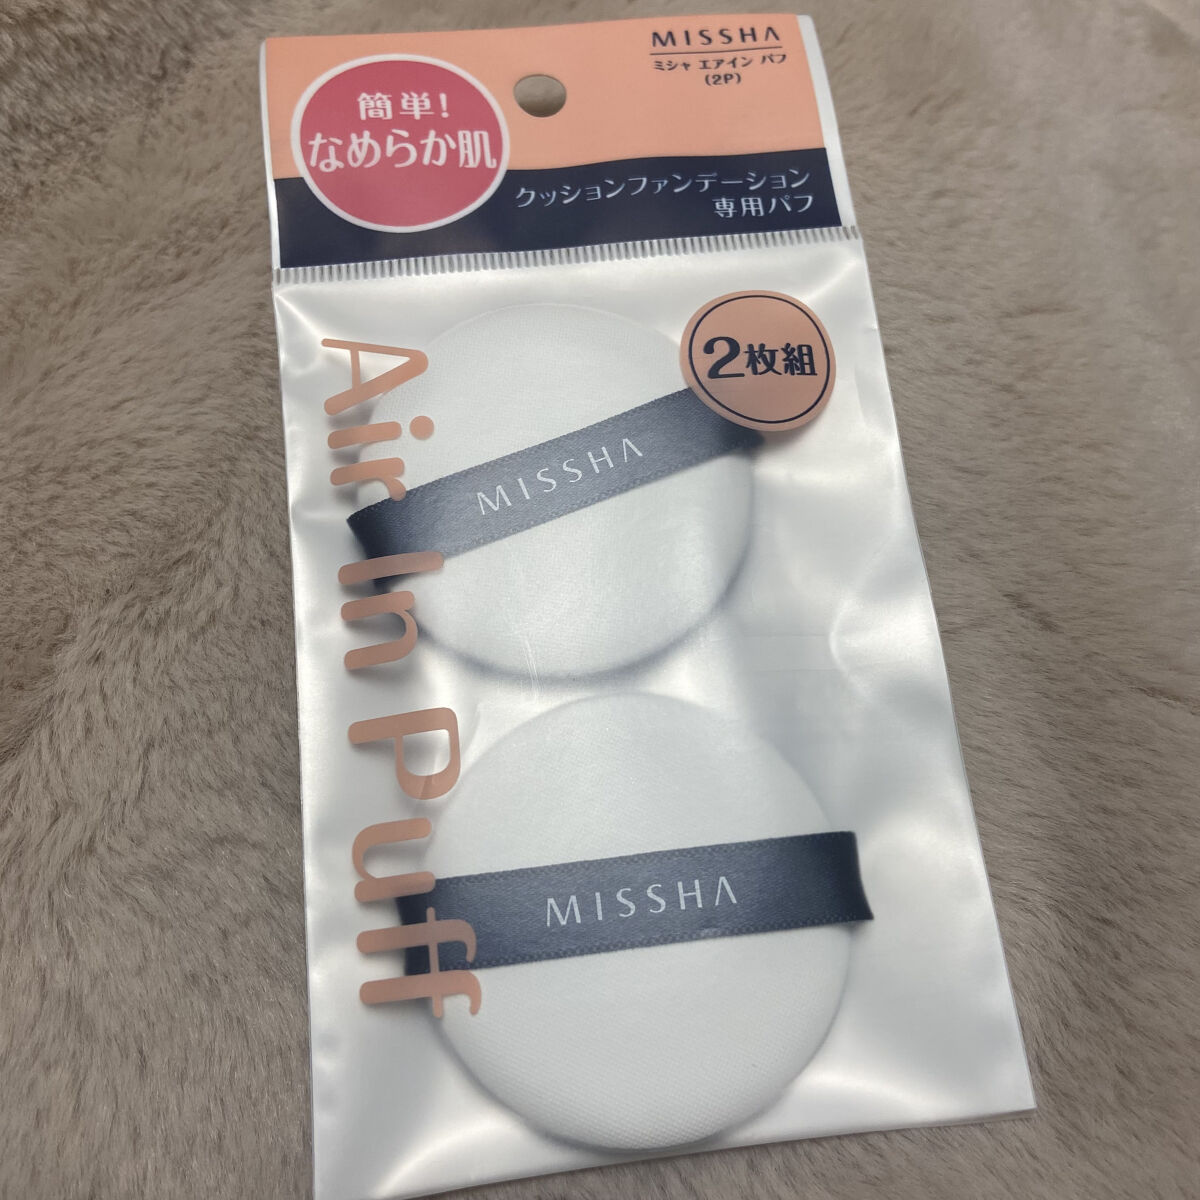 MISSHA
ミシャ エアイン パフ
(2P)
簡単!
なめらか肌
クッションファンデーション
専用パフ
2枚組
Air In Puff
MISSHA
MISSHA